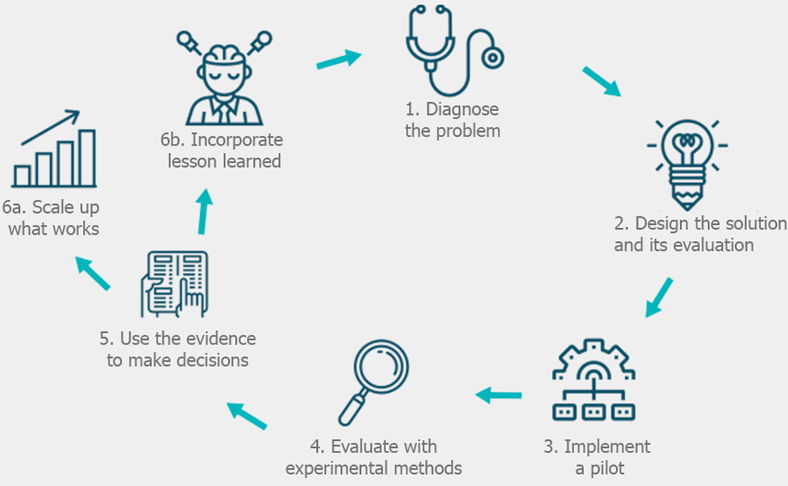 1. Diagnose
the problem
2. Design the solution
and its evaluation
3. Implement
a pilot
4. Evaluate with
experimental methods
5. Use the evidence
to make decisions
6a. Scale up
what works
6b. Incorporate
lesson learned